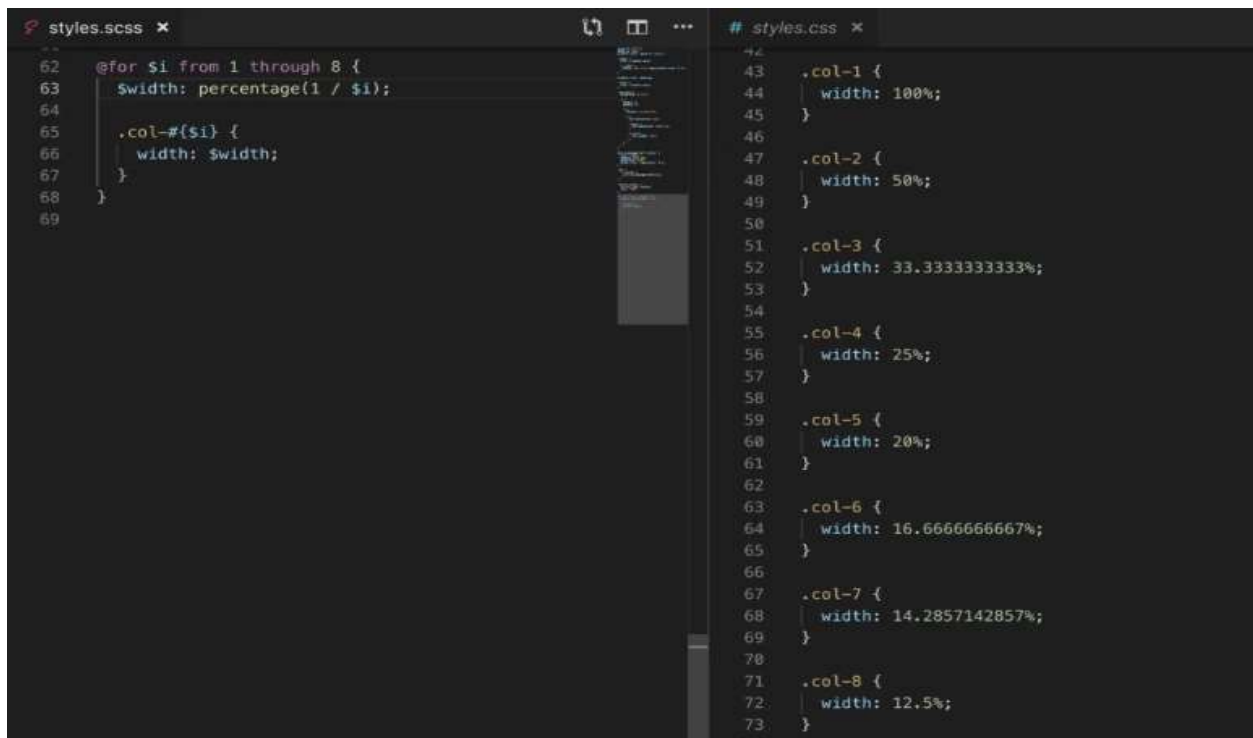 styles.scss ×
62 @for $i from 1 through 8 {
63 $width: percentage(1 / $i);
64
65 .col-#{$i} {
66 width: $width;
67 }
68 }
69
# styles.css ×
42
43 .col-1 {
44 width: 100%;
45 }
46
47 .col-2 {
48 width: 50%;
49 }
50
51 .col-3 {
52 width: 33.3333333333%;
53 }
54
55 .col-4 {
56 width: 25%;
57 }
58
59 .col-5 {
60 width: 20%;
61 }
62
63 .col-6 {
64 width: 16.6666666667%;
65 }
66
67 .col-7 {
68 width: 14.2857142857%;
69 }
70
71 .col-8 {
72 width: 12.5%;
73 }